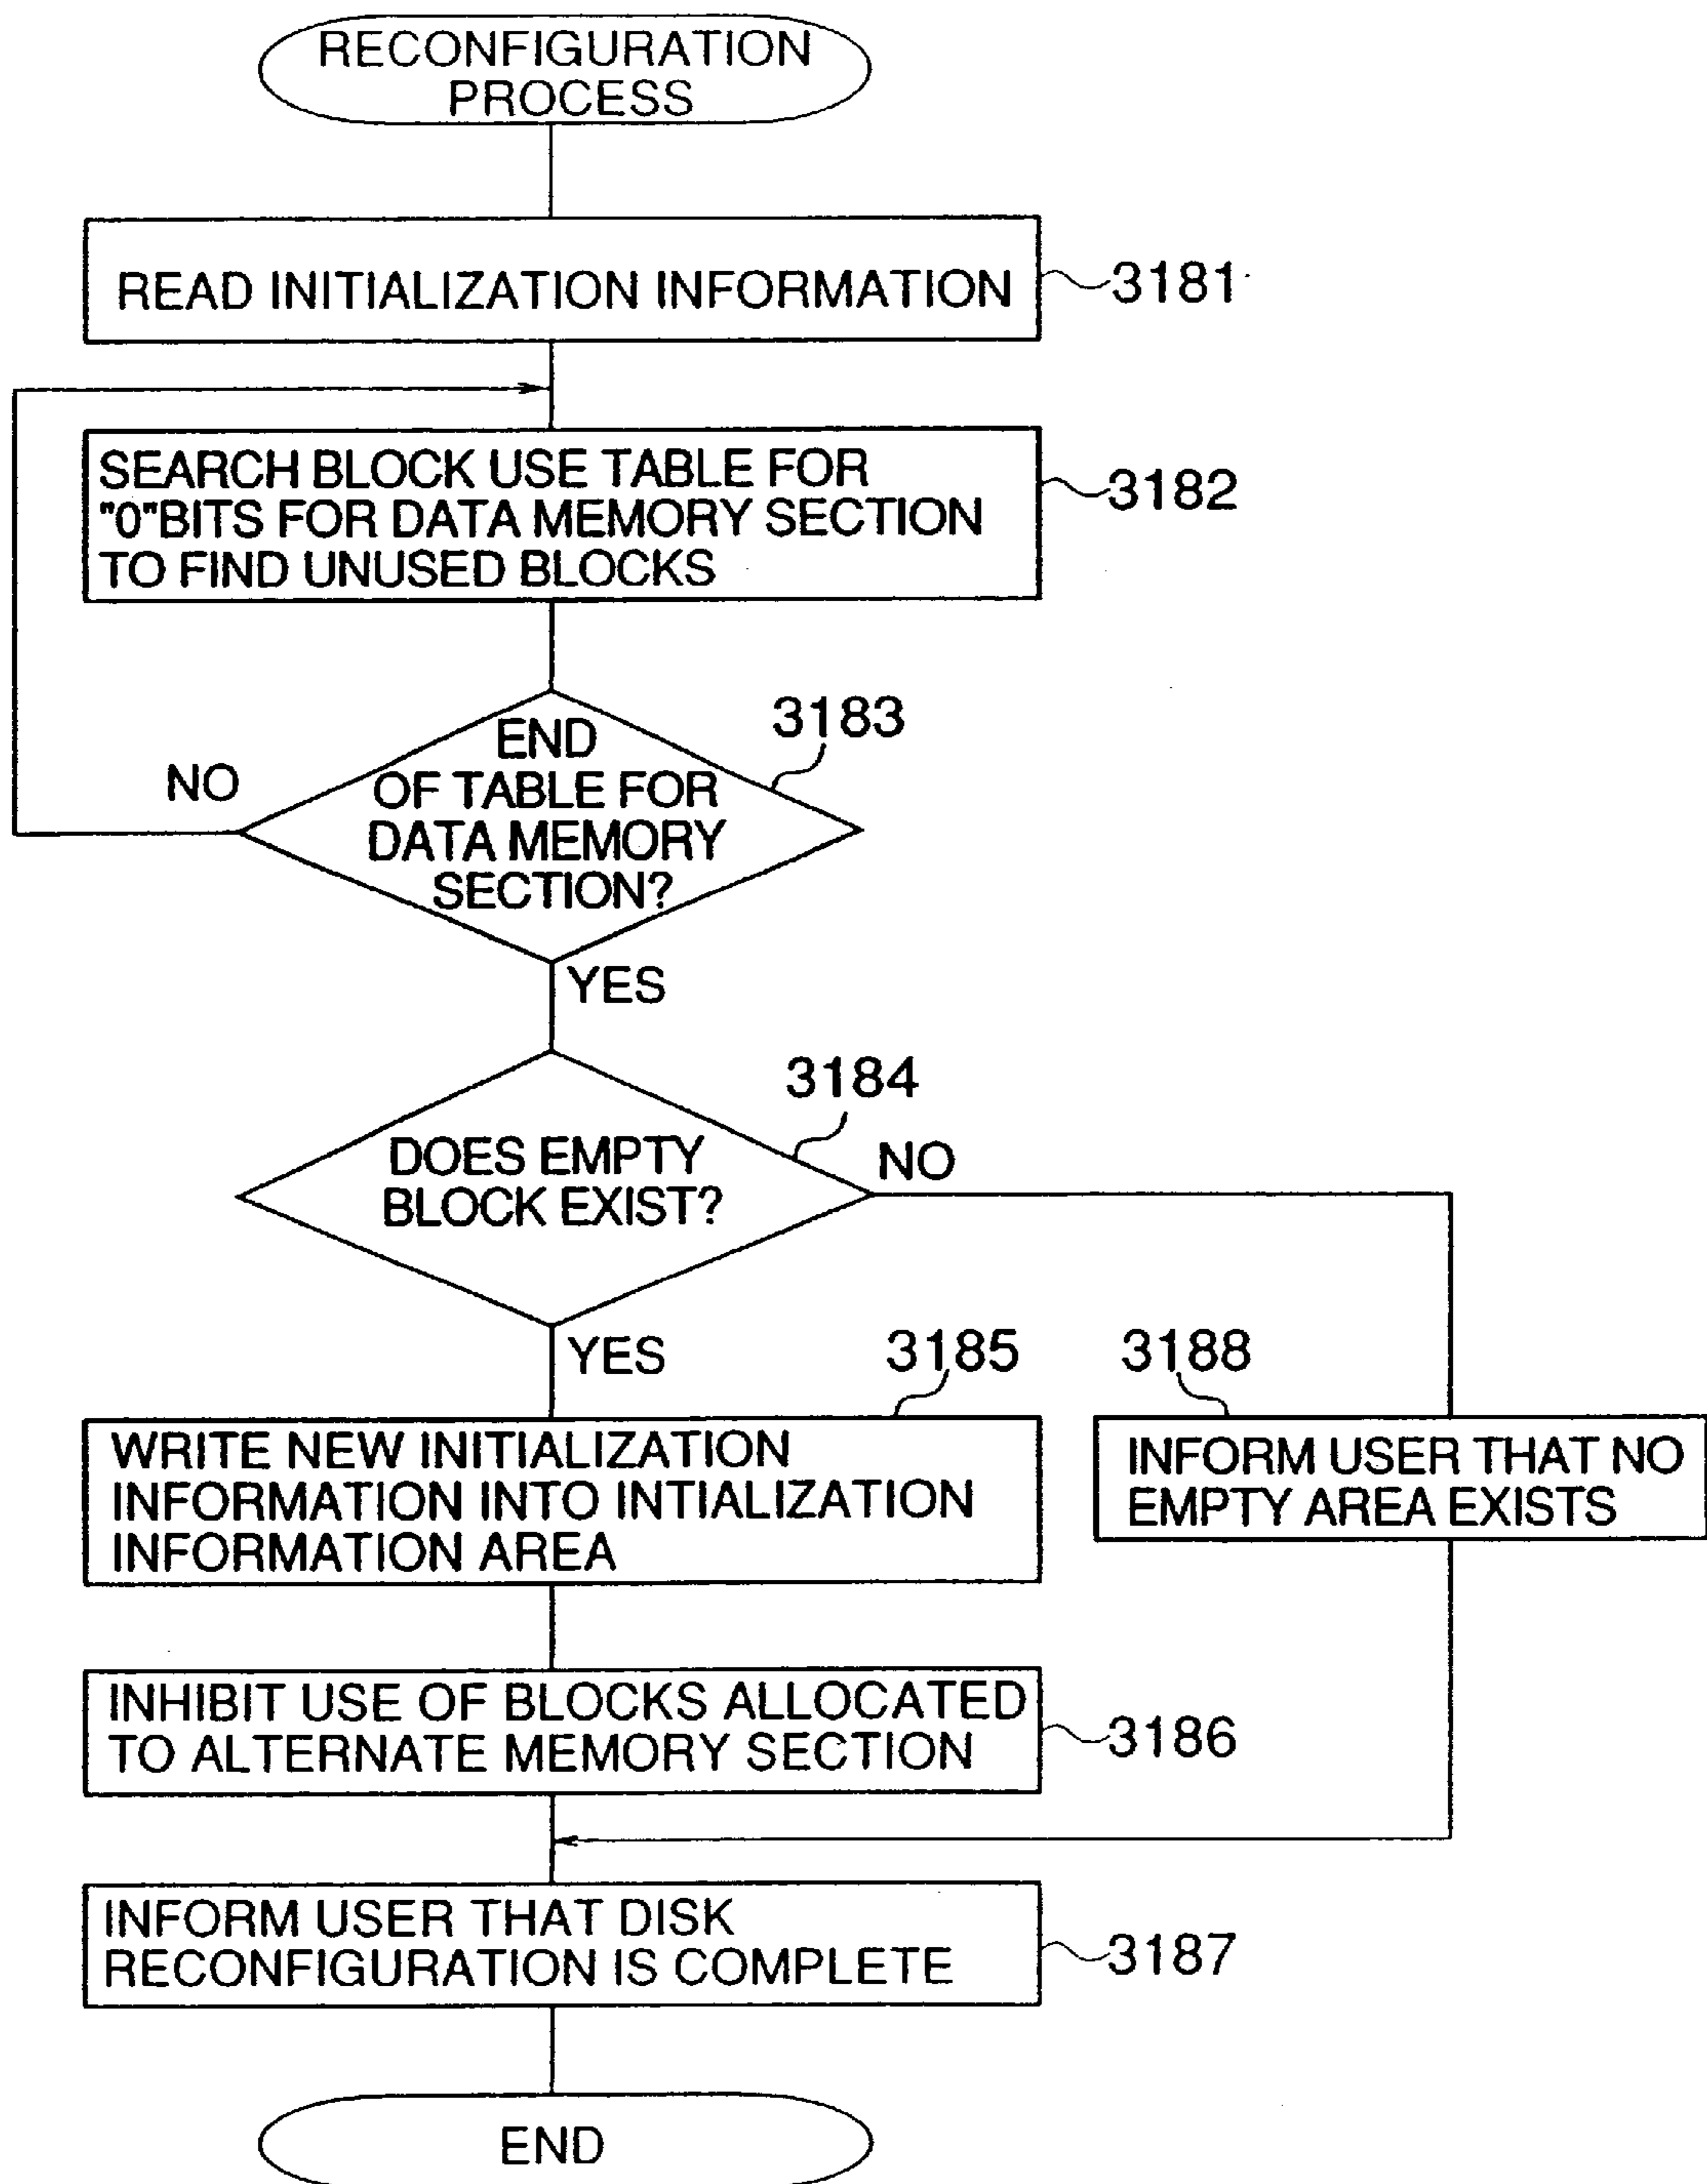 RECONFIGURATION
PROCESS
READ INITIALIZATION INFORMATION
3181
SEARCH BLOCK USE TABLE FOR
"0"BITS FOR DATA MEMORY SECTION
TO FIND UNUSED BLOCKS
3182
3183
END
OF TABLE FOR
DATA MEMORY
SECTION?
NO
YES
3184
DOES EMPTY
BLOCK EXIST?
NO
YES
3185
WRITE NEW INITIALIZATION
INFORMATION INTO INTIALIZATION
INFORMATION AREA
3188
INFORM USER THAT NO
EMPTY AREA EXISTS
INHIBIT USE OF BLOCKS ALLOCATED
TO ALTERNATE MEMORY SECTION
3186
INFORM USER THAT DISK
RECONFIGURATION IS COMPLETE
3187
END